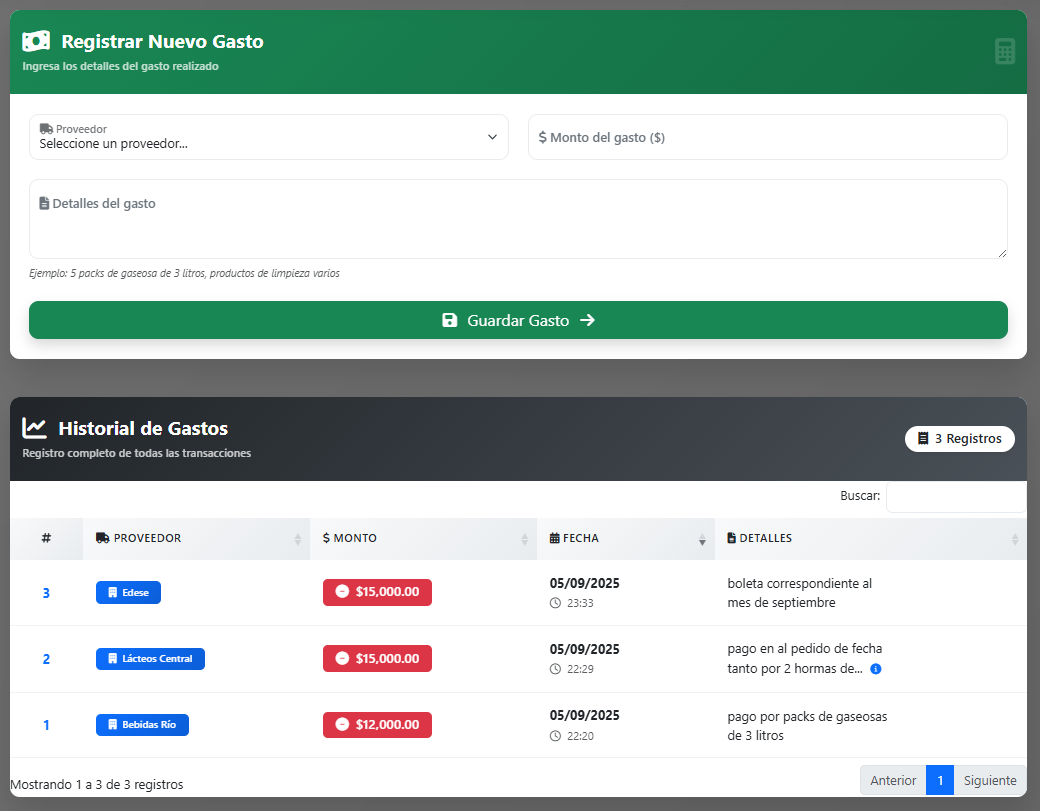 Registrar Nuevo Gasto
Ingresa los detalles del gasto realizado
Proveedor
Seleccione un proveedor...
$ Monto del gasto ($)
Detalles del gasto
Ejemplo: 5 packs de gaseosa de 3 litros, productos de limpieza varios
Guardar Gasto
Historial de Gastos
Registro completo de todas las transacciones
3 Registros
Buscar:
# PROVEEDOR $ MONTO FECHA DETALLES
3 Edese $15,000.00 05/09/2025 boleta correspondiente al
23:33 mes de septiembre
2 Lácteos Central $15,000.00 05/09/2025 pago en al pedido de fecha
22:29 tanto por 2 hormas de...
1 Bebidas Río $12,000.00 05/09/2025 pago por packs de gaseosas
22:20 de 3 litros
Mostrando 1 a 3 de 3 registros
Anterior 1 Siguiente